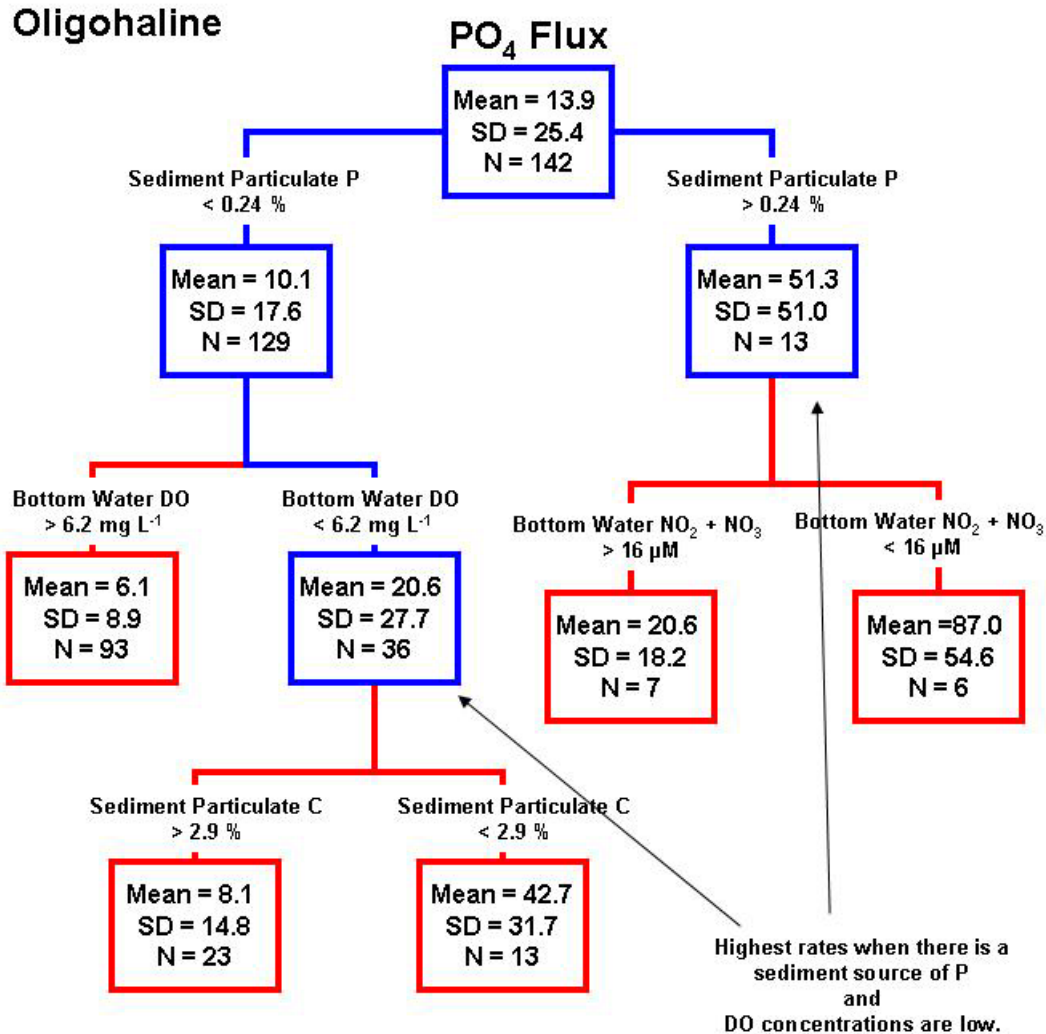 Oligohaline
PO₄ Flux
Mean = 13.9
SD = 25.4
N = 142
Sediment Particulate P
< 0.24 %
Sediment Particulate P
> 0.24 %
Mean = 10.1
SD = 17.6
N = 129
Mean = 51.3
SD = 51.0
N = 13
Bottom Water DO
> 6.2 mg L⁻¹
Bottom Water DO
< 6.2 mg L⁻¹
Bottom Water NO₂ + NO₃
> 16 µM
Bottom Water NO₂ + NO₃
< 16 µM
Mean = 6.1
SD = 8.9
N = 93
Mean = 20.6
SD = 27.7
N = 36
Mean = 20.6
SD = 18.2
N = 7
Mean =87.0
SD = 54.6
N = 6
Sediment Particulate C
> 2.9 %
Sediment Particulate C
< 2.9 %
Mean = 8.1
SD = 14.8
N = 23
Mean = 42.7
SD = 31.7
N = 13
Highest rates when there is a
sediment source of P
and
DO concentrations are low.